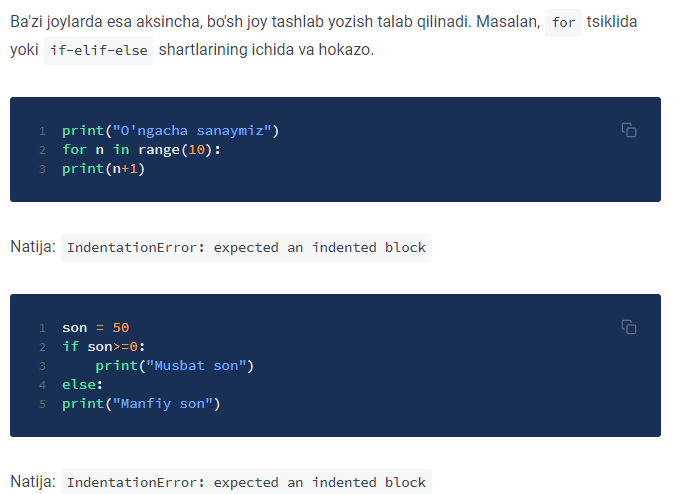 Ba'zi joylarda esa aksincha, bo'sh joy tashlab yozish talab qilinadi. Masalan, for tsiklida
yoki if-elif-else shartlarining ichida va hokazo.
1 print("O'ngacha sanaymiz")
2 for n in range(10):
3 print(n+1)
Natija: IndentationError: expected an indented block
1 son = 50
2 if son>=0:
3     print("Musbat son")
4 else:
5 print("Manfiy son")
Natija: IndentationError: expected an indented block